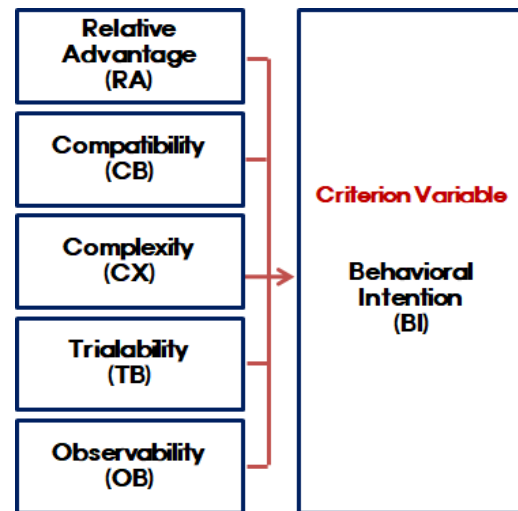 Relative
Advantage
(RA)
Compatibility
(CB)
Complexity
(CX)
Trialability
(TB)
Observability
(OB)
Criterion Variable
Behavioral
Intention
(BI)